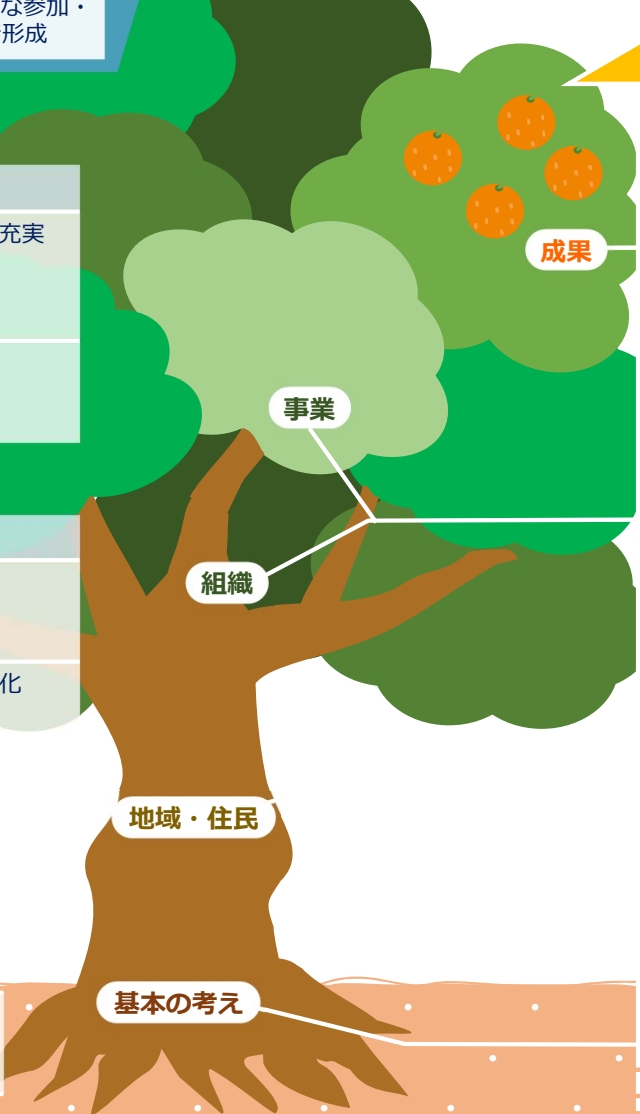 な参加・
形成
充実
成果
事業
組織
化
地域・住民
基本の考え